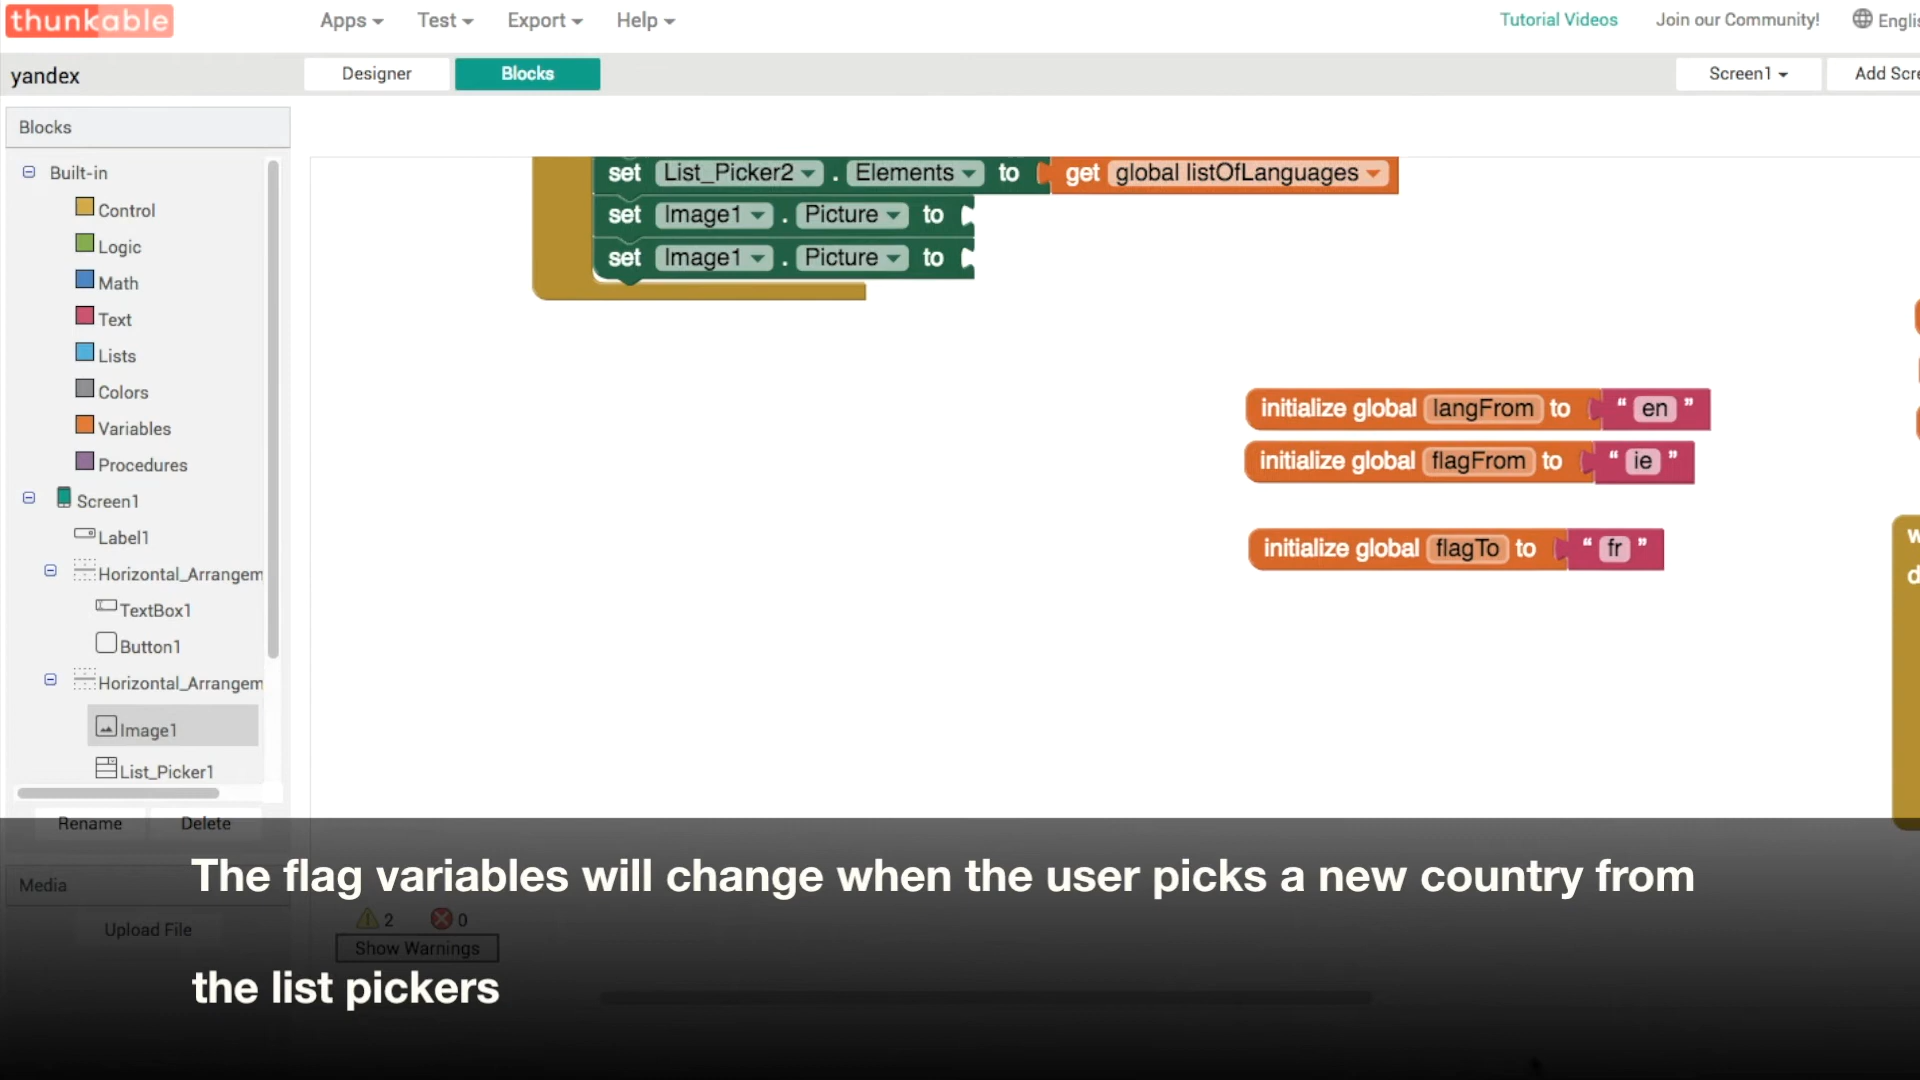 thunkable
Apps Test Export Help
Tutorial Videos Join our Community! Englis
yandex
Designer Blocks
Screen1 Add Scre
Blocks
Built-in
Control
Logic
Math
Text
Lists
Colors
Variables
Procedures
Screen1
Label1
Horizontal_Arrangem
TextBox1
Button1
Horizontal_Arrangem
Image1
List_Picker1
Rename Delete
Media
Upload File
set List_Picker2 . Elements to get global listOfLanguages
set Image1 . Picture to
set Image1 . Picture to
initialize global langFrom to “ en ”
initialize global flagFrom to “ ie ”
initialize global flagTo to “ fr ”
w
d
2 0
Show Warnings
The flag variables will change when the user picks a new country from
the list pickers